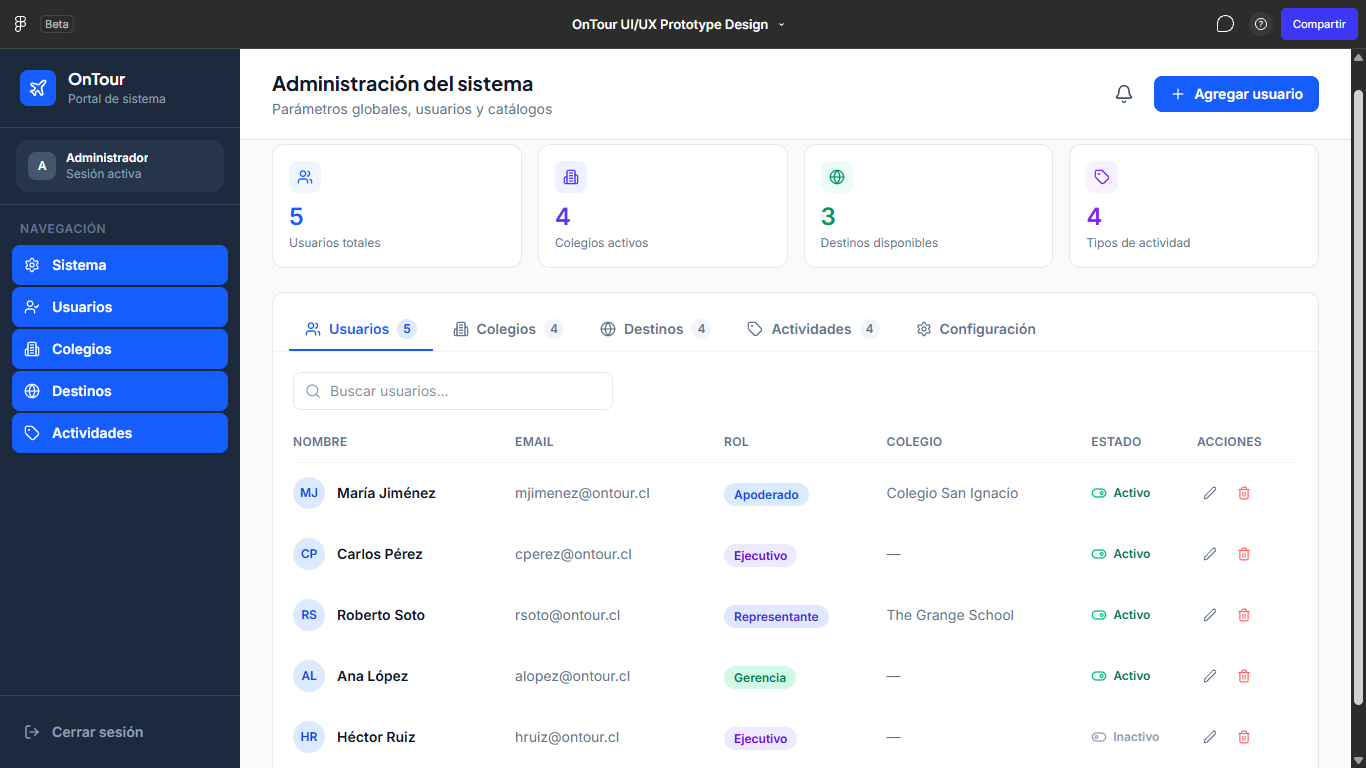 Beta
OnTour UI/UX Prototype Design
Compartir
OnTour
Portal de sistema
A
Administrador
Sesión activa
NAVEGACIÓN
Sistema
Usuarios
Colegios
Destinos
Actividades
Cerrar sesión
Administración del sistema
Parámetros globales, usuarios y catálogos
Agregar usuario
5
Usuarios totales
4
Colegios activos
3
Destinos disponibles
4
Tipos de actividad
Usuarios 5 Colegios 4 Destinos 4 Actividades 4 Configuración
Buscar usuarios...
NOMBRE EMAIL ROL COLEGIO ESTADO ACCIONES
MJ María Jiménez mjimenez@ontour.cl Apoderado Colegio San Ignacio Activo
CP Carlos Pérez cperez@ontour.cl Ejecutivo — Activo
RS Roberto Soto rsoto@ontour.cl Representante The Grange School Activo
AL Ana López alopez@ontour.cl Gerencia — Activo
HR Héctor Ruiz hruiz@ontour.cl Ejecutivo — Inactivo